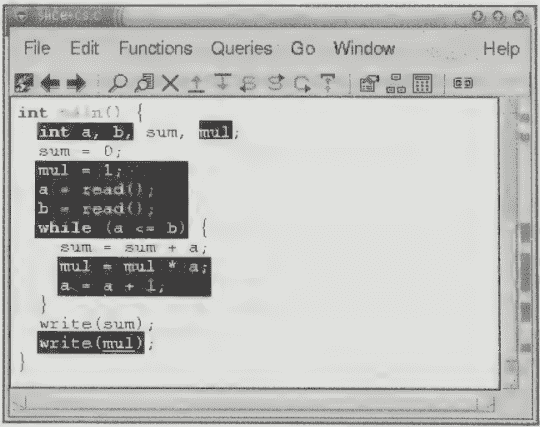 File Edit Functions Queries Go Window Help
int main() {
int a, b, sum, mul;
sum = 0;
mul = 1;
a = read();
b = read();
while (a <= b) {
sum = sum + a;
mul = mul * a;
a = a + 1;
}
write(sum);
write(mul);
}